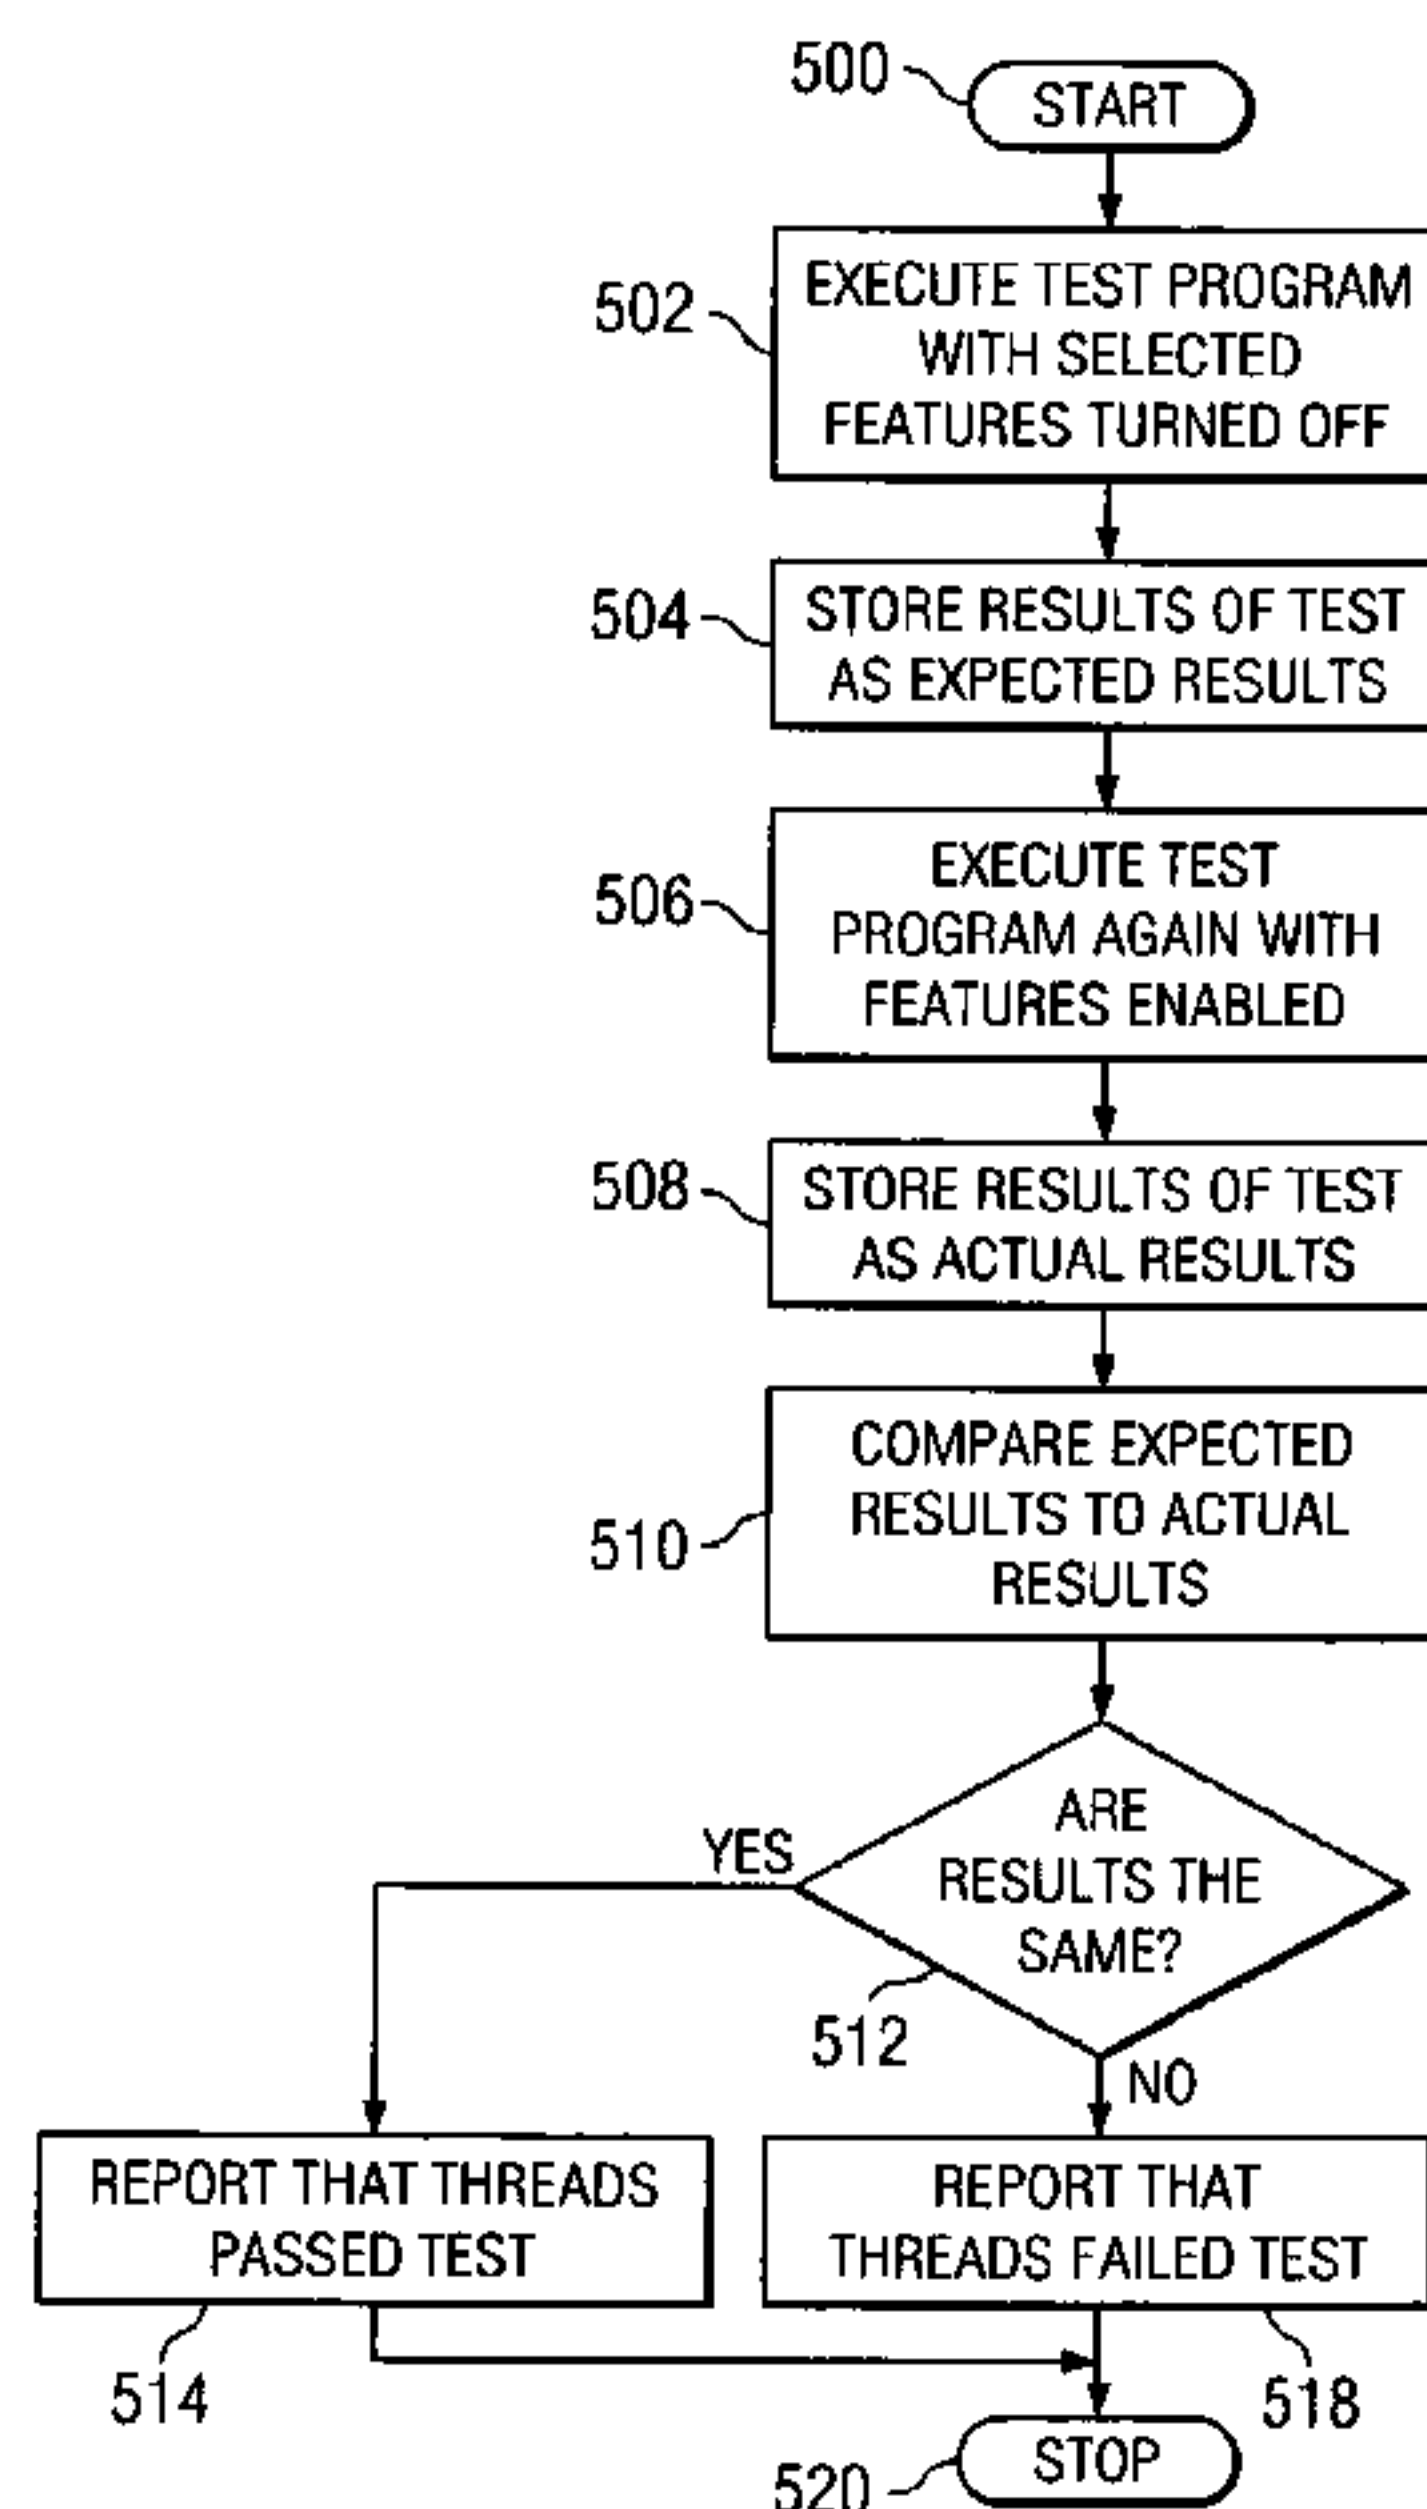 500
START
502
EXECUTE TEST PROGRAM
WITH SELECTED
FEATURES TURNED OFF
504
STORE RESULTS OF TEST
AS EXPECTED RESULTS
506
EXECUTE TEST
PROGRAM AGAIN WITH
FEATURES ENABLED
508
STORE RESULTS OF TEST
AS ACTUAL RESULTS
510
COMPARE EXPECTED
RESULTS TO ACTUAL
RESULTS
YES
ARE
RESULTS THE
SAME?
512
NO
REPORT THAT THREADS
PASSED TEST
REPORT THAT
THREADS FAILED TEST
514
518
520
STOP